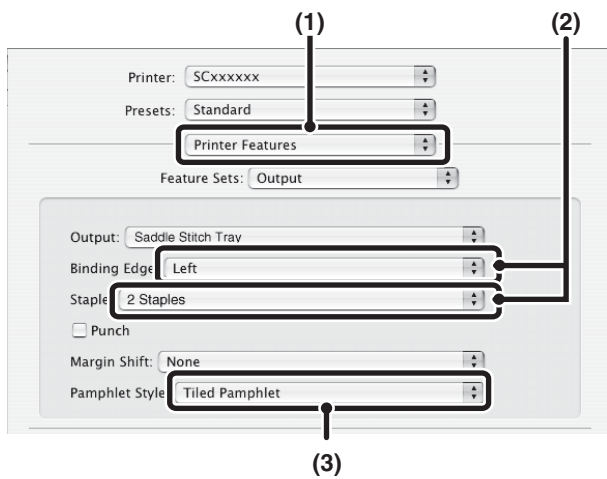 (1) (2)
Printer: SCxxxxxx
Presets: Standard
Printer Features
Feature Sets: Output
Output: Saddle Stitch Tray
Binding Edge Left
Staple 2 Staples
Punch
Margin Shift: None
Pamphlet Style Tiled Pamphlet
(3)